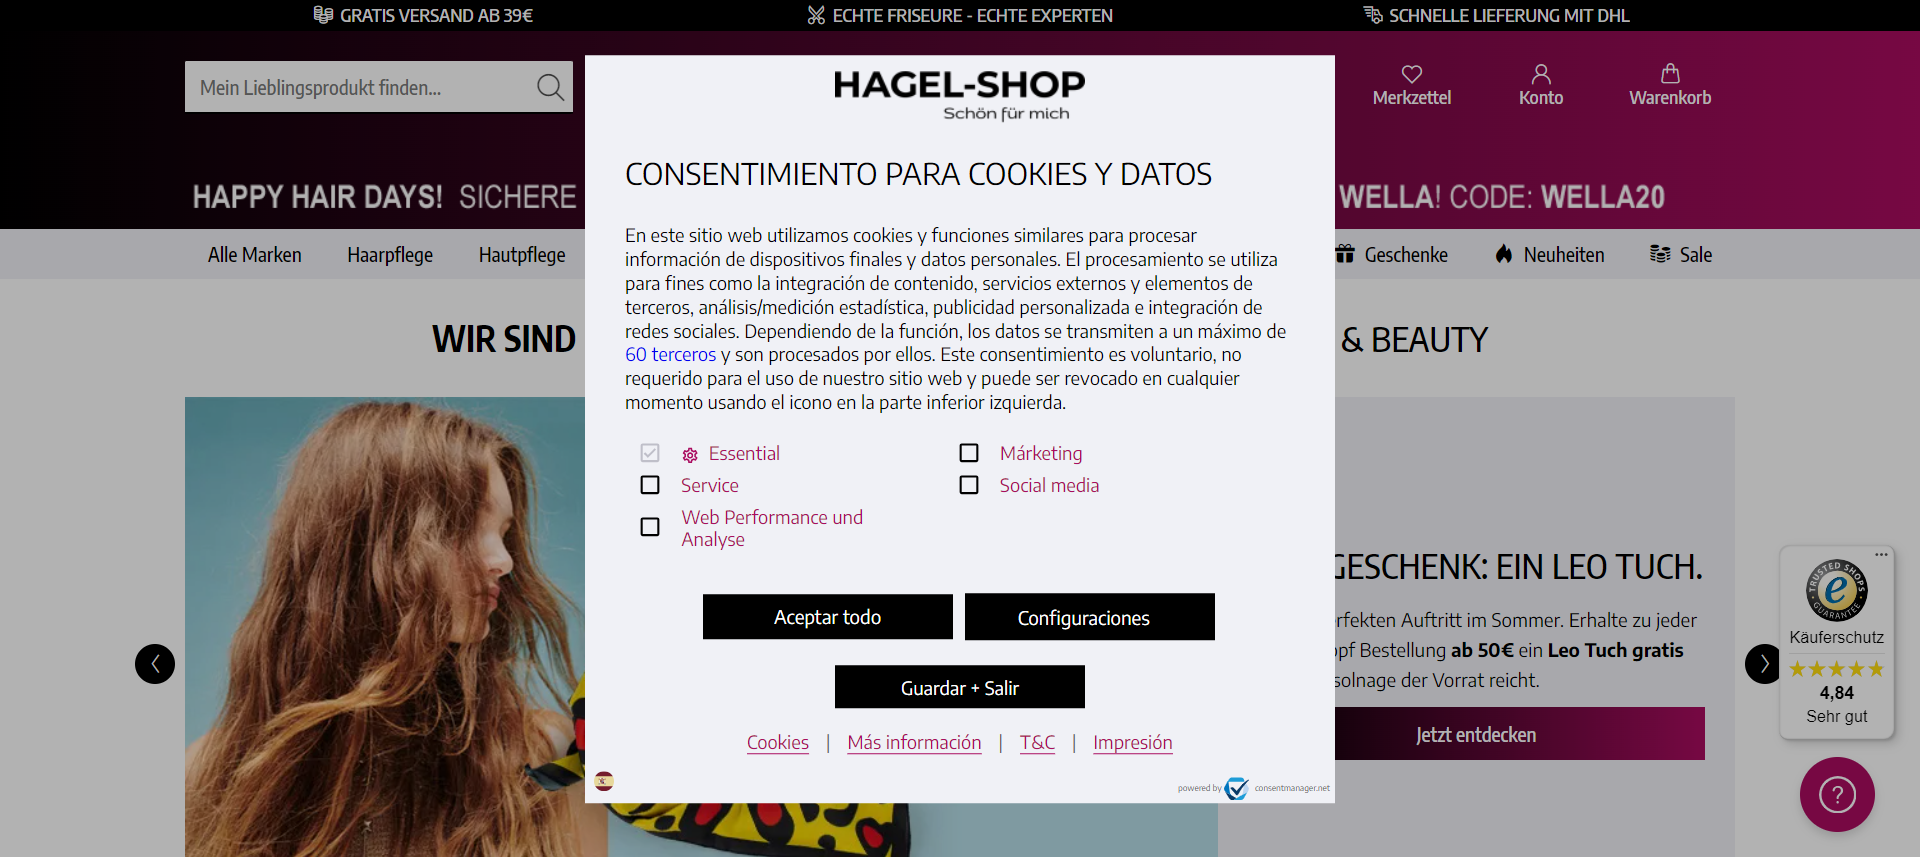 GRATIS VERSAND AB 39€
ECHTE FRISEURE - ECHTE EXPERTEN
SCHNELLE LIEFERUNG MIT DHL
Mein Lieblingsprodukt finden...
Merkzettel
Konto
Warenkorb
HAPPY HAIR DAYS! SICHERE
WELLA! CODE: WELLA20
Alle Marken
Haarpflege
Hautpflege
Geschenke
Neuheiten
Sale
WIR SIND
& BEAUTY
HAGEL-SHOP
Schön für mich
CONSENTIMIENTO PARA COOKIES Y DATOS
En este sitio web utilizamos cookies y funciones similares para procesar
información de dispositivos finales y datos personales. El procesamiento se utiliza
para fines como la integración de contenido, servicios externos y elementos de
terceros, análisis/medición estadística, publicidad personalizada e integración de
redes sociales. Dependiendo de la función, los datos se transmiten a un máximo de
60 terceros y son procesados por ellos. Este consentimiento es voluntario, no
requerido para el uso de nuestro sitio web y puede ser revocado en cualquier
momento usando el icono en la parte inferior izquierda.
Essential
Márketing
Service
Social media
Web Performance und
Analyse
Aceptar todo
Configuraciones
Guardar + Salir
Cookies | Más información | T&C | Impresión
powered by consentmanager.net
GESCHENK: EIN LEO TUCH.
Auftritt im Sommer. Erhalte zu jeder
Bestellung ab 50€ ein Leo Tuch gratis
der Vorrat reicht.
Jetzt entdecken
TRUSTED SHOPS
e
GUARANTEE
Käuferschutz
4,84
Sehr gut
?